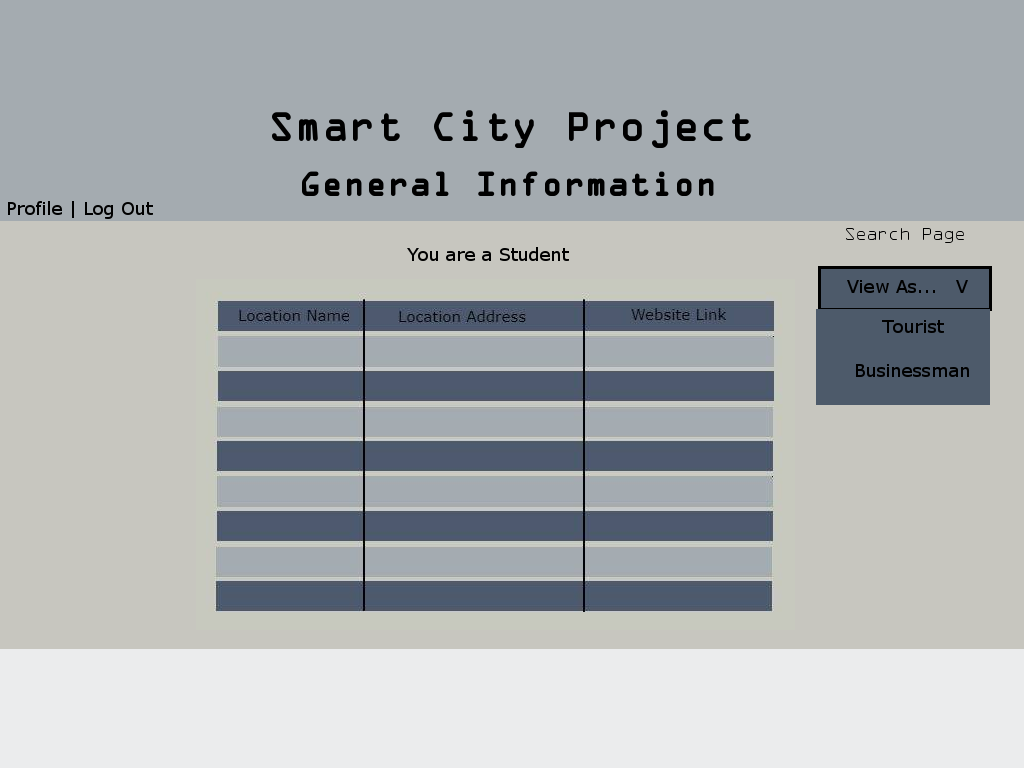 Smart City Project
General Information
Profile | Log Out
Search Page
You are a Student
View As... V
Tourist
Businessman
Location Name Location Address Website Link